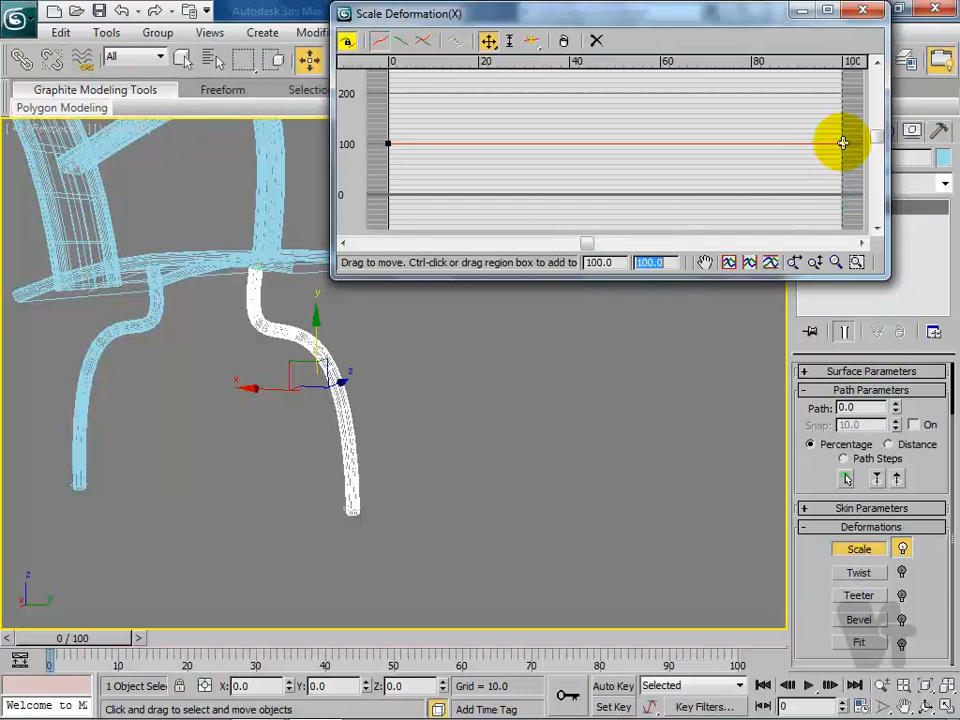 Autodesk 3ds Max
Scale Deformation(X)
Edit
Tools
Group
Views
Create
All
Graphite Modeling Tools
Freeform
Polygon Modeling
0
20
40
60
80
100
200
100
0
Drag to move. Ctrl-click or drag region box to add to
100.0
100.0
y
x
z
z
x
y
+ Surface Parameters
- Path Parameters
Path: 0.0
Snap: 10.0
On
Percentage
Distance
Path Steps
+ Skin Parameters
- Deformations
Scale
Twist
Teeter
Bevel
Fit
< 0 / 100 >
0
10
20
30
40
50
60
70
80
90
100
1 Object Selec
X: 0.0
Y: 0.0
Z: 0.0
Grid = 10.0
Auto Key
Selected
Welcome to M
Click and drag to select and move objects
Add Time Tag
Set Key
Key Filters...
0